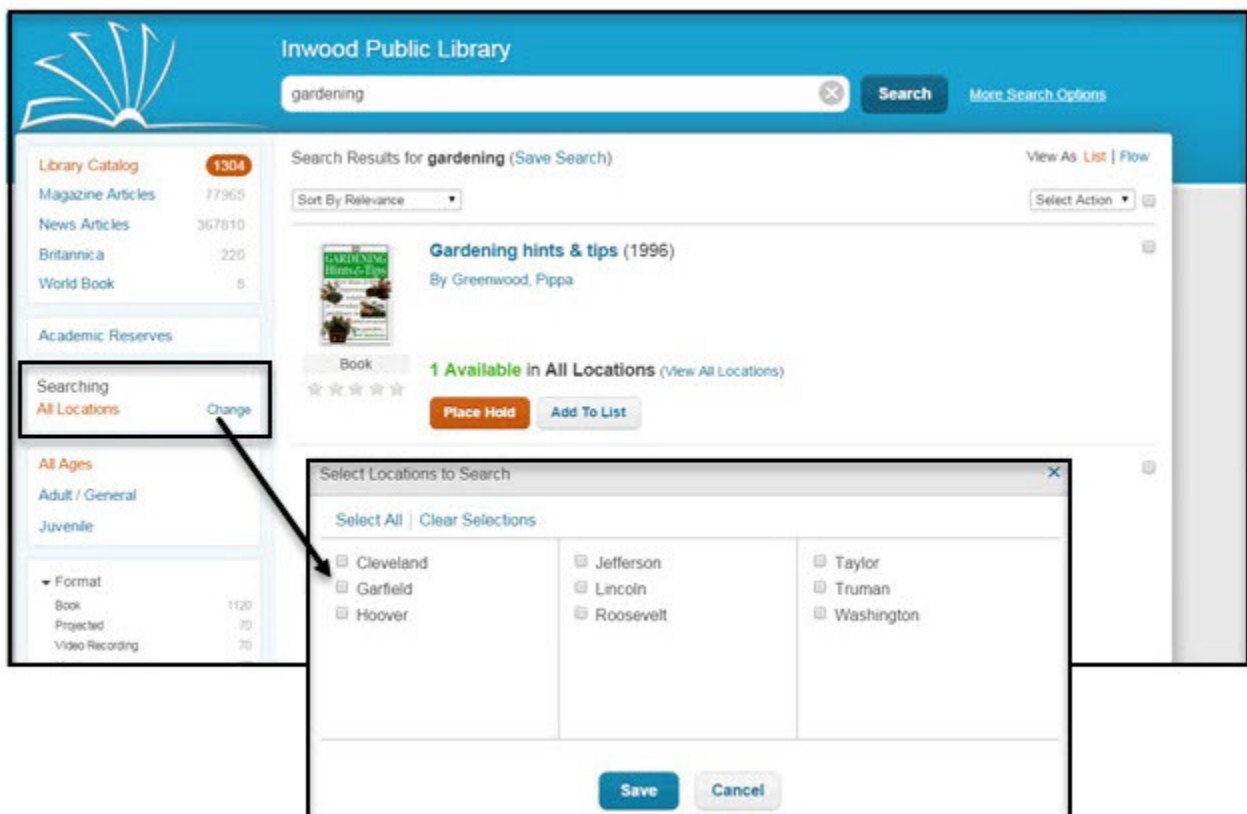 Inwood Public Library
gardening
Search
More Search Options
Library Catalog 1304
Magazine Articles 77965
News Articles 367810
Britannica 220
World Book 8
Academic Reserves
Searching
All Locations Change
All Ages
Adult / General
Juvenile
Format
Book 1120
Projected 70
Video Recording 70
Search Results for gardening (Save Search)
View As List | Flow
Sort By Relevance
Select Action
GARDENING
Hints & Tips
Book
Gardening hints & tips (1996)
By Greenwood, Pippa
1 Available in All Locations (View All Locations)
Place Hold Add To List
Select Locations to Search
Select All | Clear Selections
Cleveland
Garfield
Hoover
Jefferson
Lincoln
Roosevelt
Taylor
Truman
Washington
Save Cancel